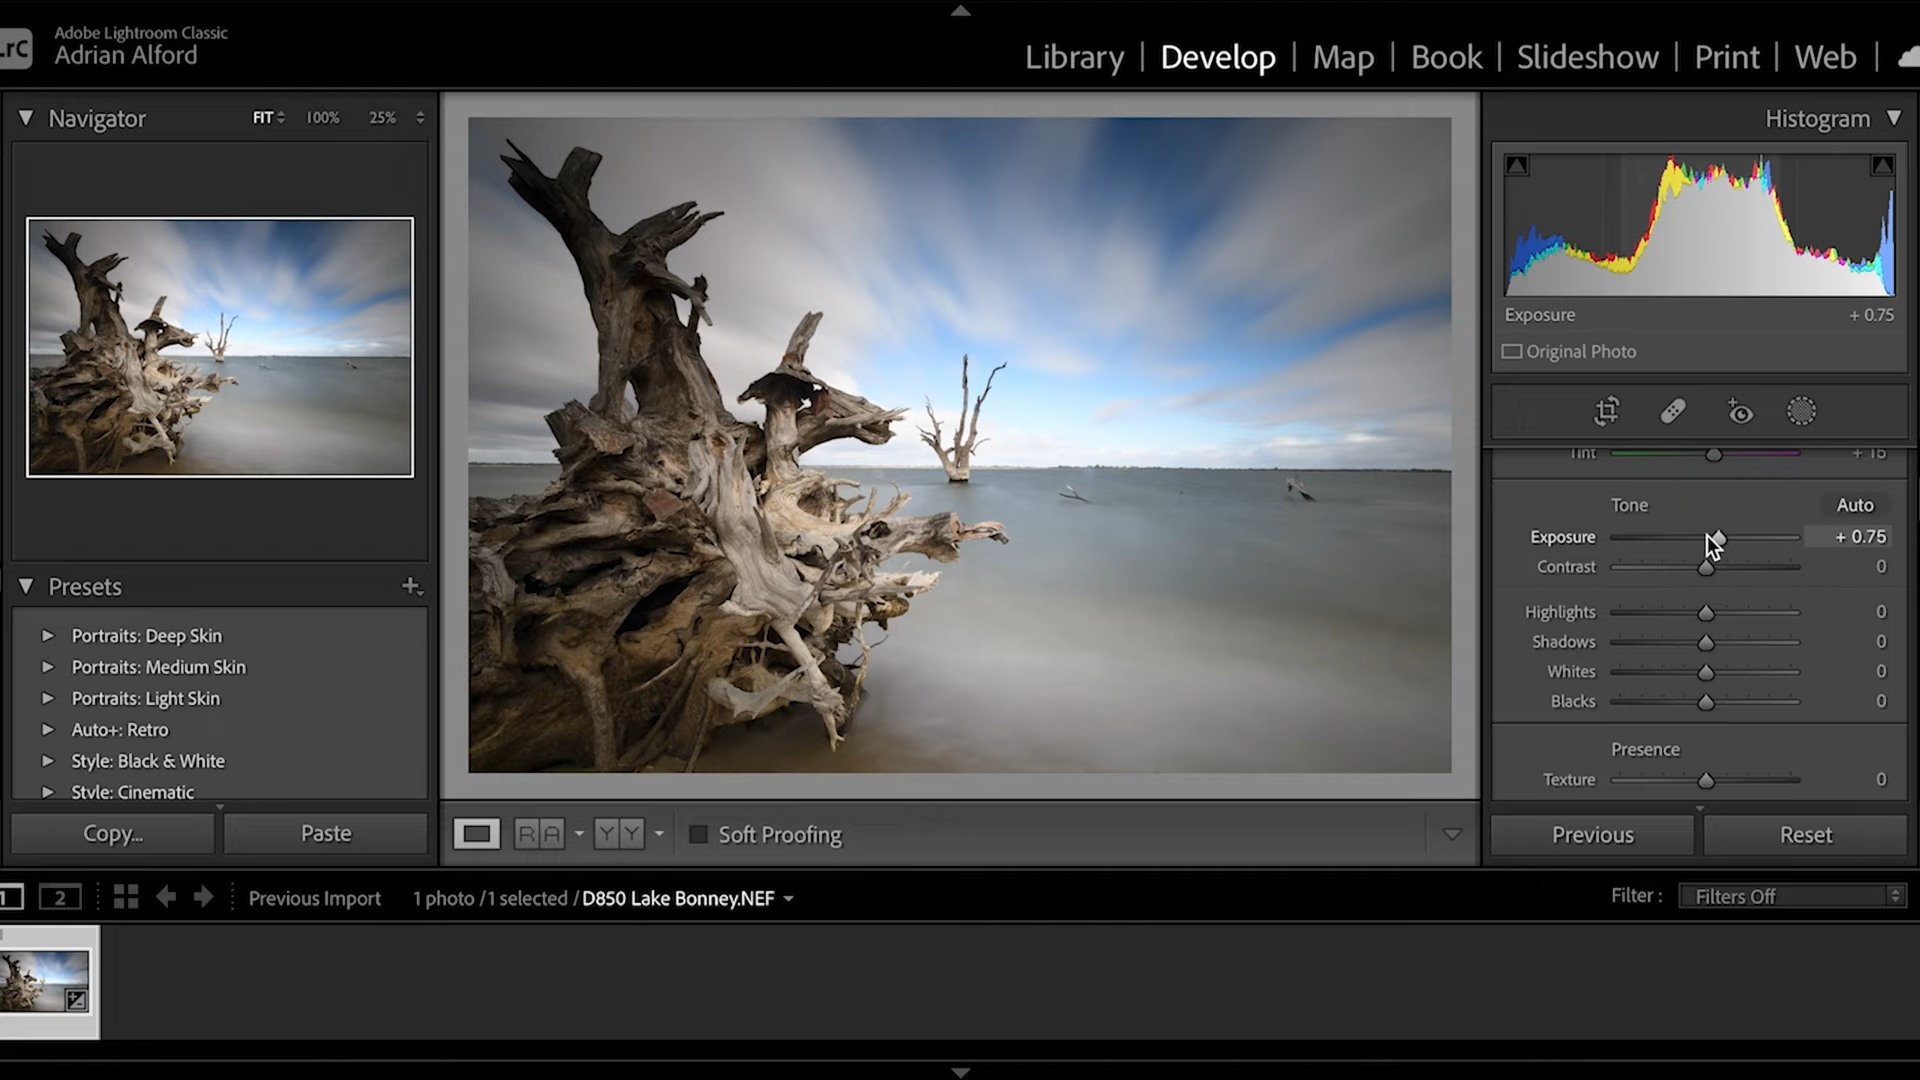 LrC
Adobe Lightroom Classic
Adrian Alford
Library | Develop | Map | Book | Slideshow | Print | Web |
Navigator FIT 100% 25%
Histogram
Exposure + 0.75
Original Photo
Tint + 15
Tone Auto
Exposure + 0.75
Contrast 0
Highlights 0
Shadows 0
Whites 0
Blacks 0
Presence
Texture 0
Presets
Portraits: Deep Skin
Portraits: Medium Skin
Portraits: Light Skin
Auto+: Retro
Style: Black & White
Style: Cinematic
Copy... Paste
R A Y Y Soft Proofing
Previous Reset
1 2 Previous Import 1 photo / 1 selected / D850 Lake Bonney.NEF
Filter : Filters Off